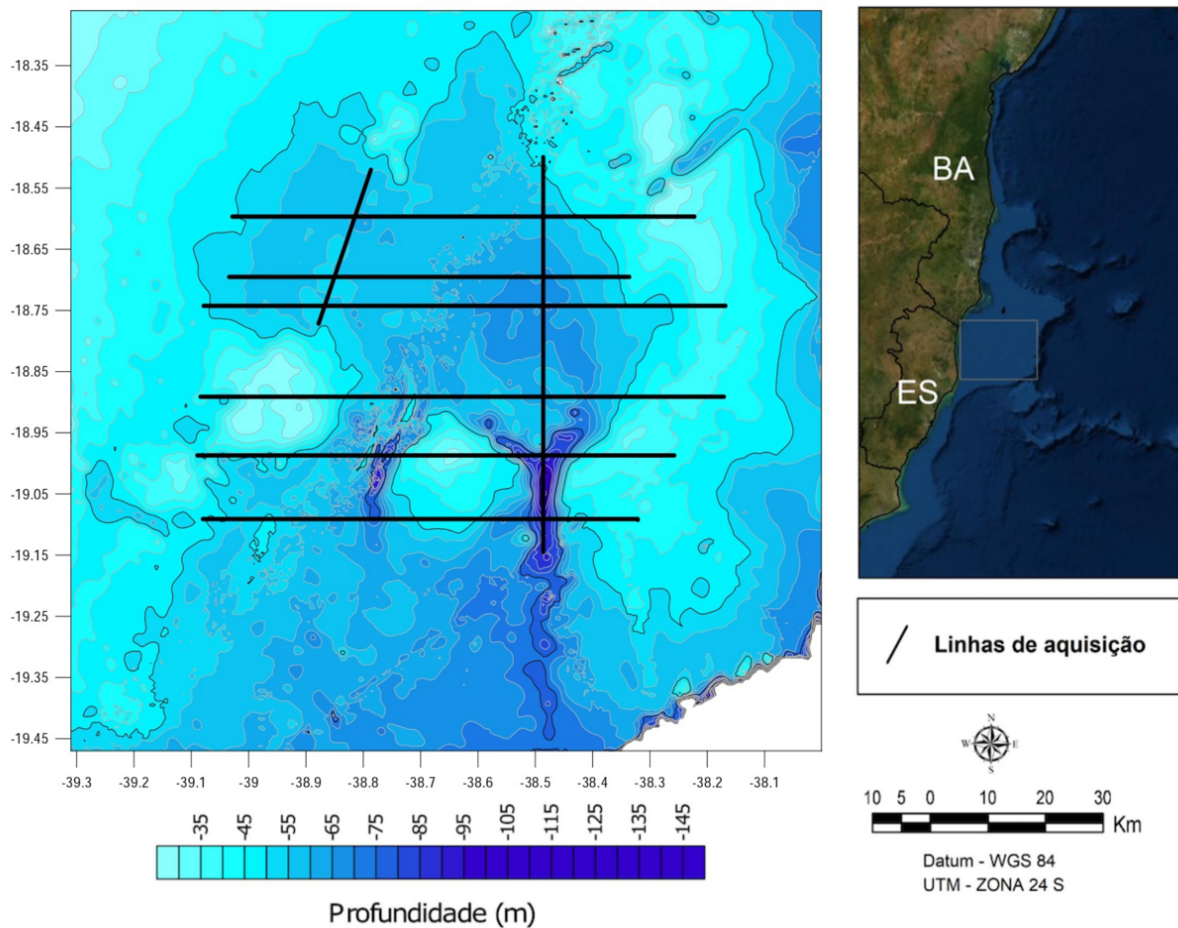 -18.35
-18.45
-18.55
-18.65
-18.75
-18.85
-18.95
-19.05
-19.15
-19.25
-19.35
-19.45
-39.3 -39.2 -39.1 -39 -38.9 -38.8 -38.7 -38.6 -38.5 -38.4 -38.3 -38.2 -38.1
-35 -45 -55 -65 -75 -85 -95 -105 -115 -125 -135 -145
Profundidade (m)
BA
ES
Linhas de aquisição
N
W E
S
10 5 0 10 20 30
Km
Datum - WGS 84
UTM - ZONA 24 S